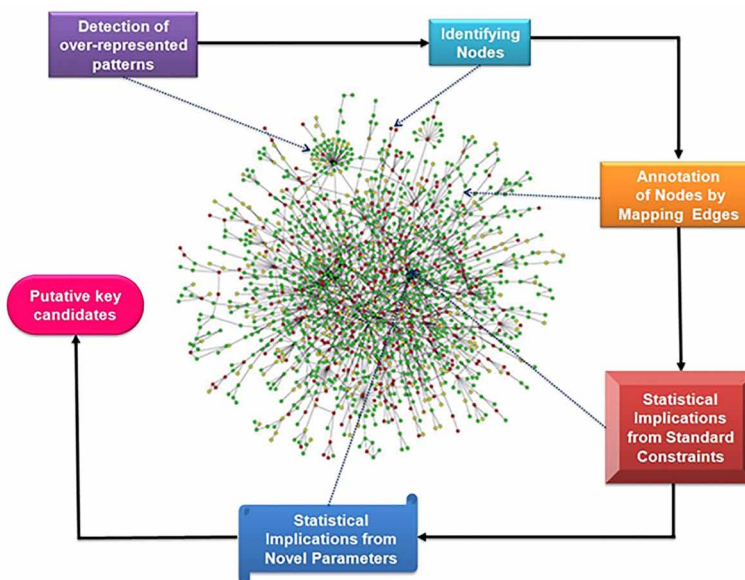 Detection of
over-represented
patterns
Identifying
Nodes
Annotation
of Nodes by
Mapping Edges
Statistical
Implications
from Standard
Constraints
Statistical
Implications from
Novel Parameters
Putative key
candidates